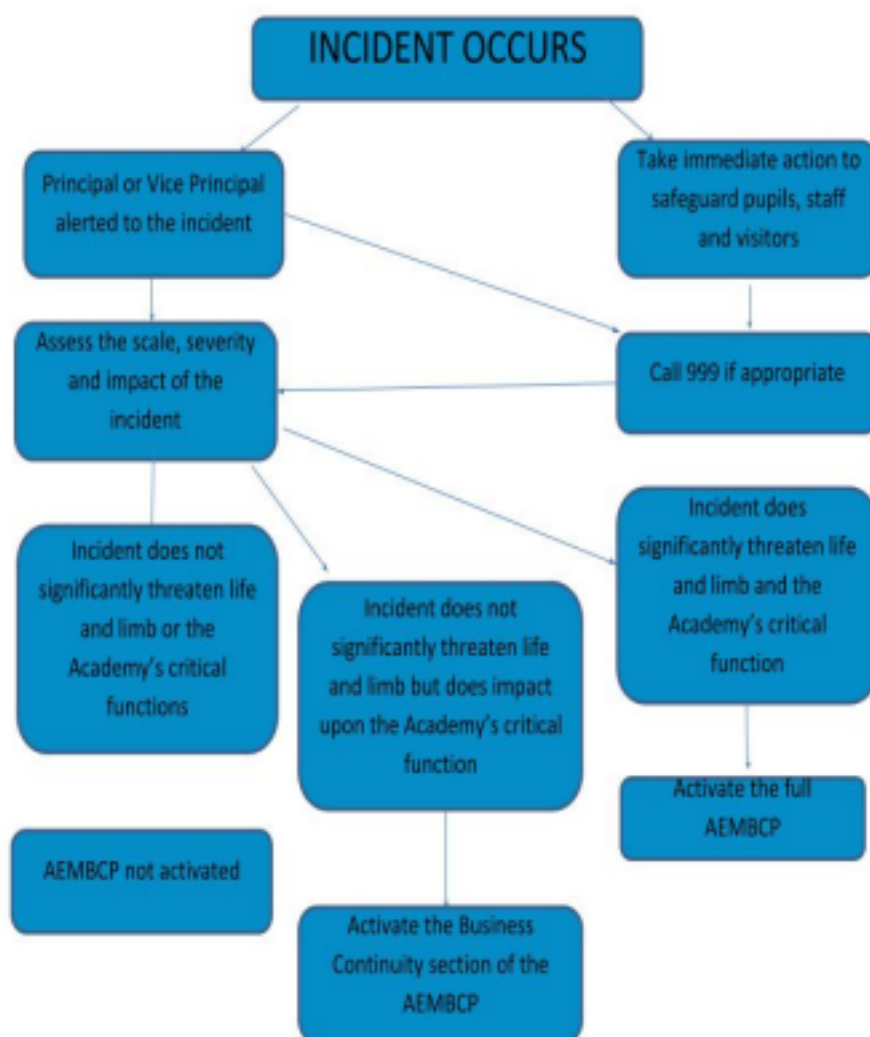 INCIDENT OCCURS
Principal or Vice Principal
alerted to the incident
Take immediate action to
safeguard pupils, staff
and visitors
Assess the scale, severity
and impact of the
incident
Call 999 if appropriate
Incident does not
significantly threaten life
and limb or the
Academy's critical
functions
Incident does not
significantly threaten life
and limb but does impact
upon the Academy's critical
function
Incident does
significantly threaten life
and limb and the
Academy's critical
function
AEMBCP not activated
Activate the Business
Continuity section of the
AEMBCP
Activate the full
AEMBCP